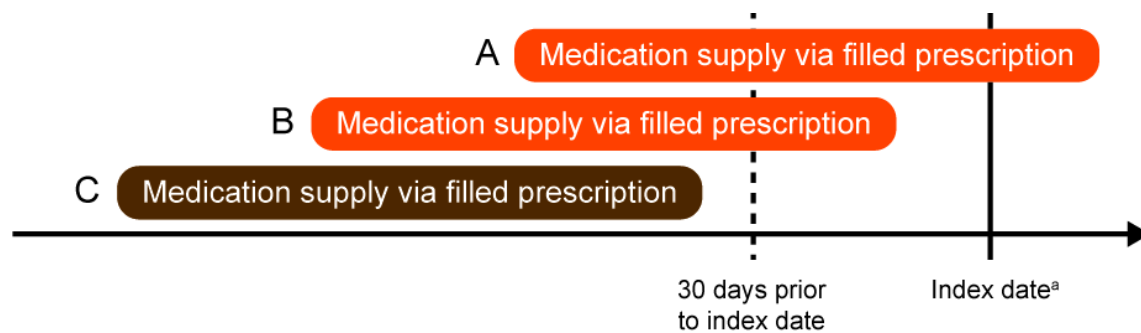 A Medication supply via filled prescription
B Medication supply via filled prescription
C Medication supply via filled prescription
30 days prior
to index date
Index dateᵃ